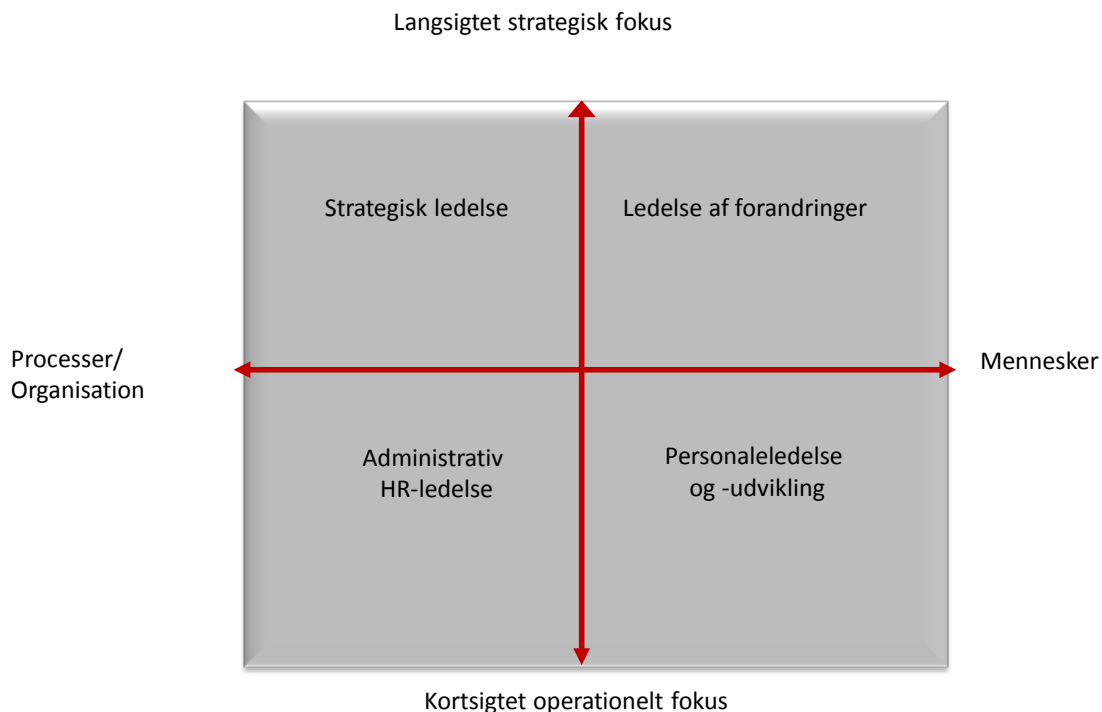 Langsigtet strategisk fokus
Strategisk ledelse
Ledelse af forandringer
Processer/
Organisation
Mennesker
Administrativ
HR-ledelse
Personaleledelse
og -udvikling
Kortsigtet operationelt fokus